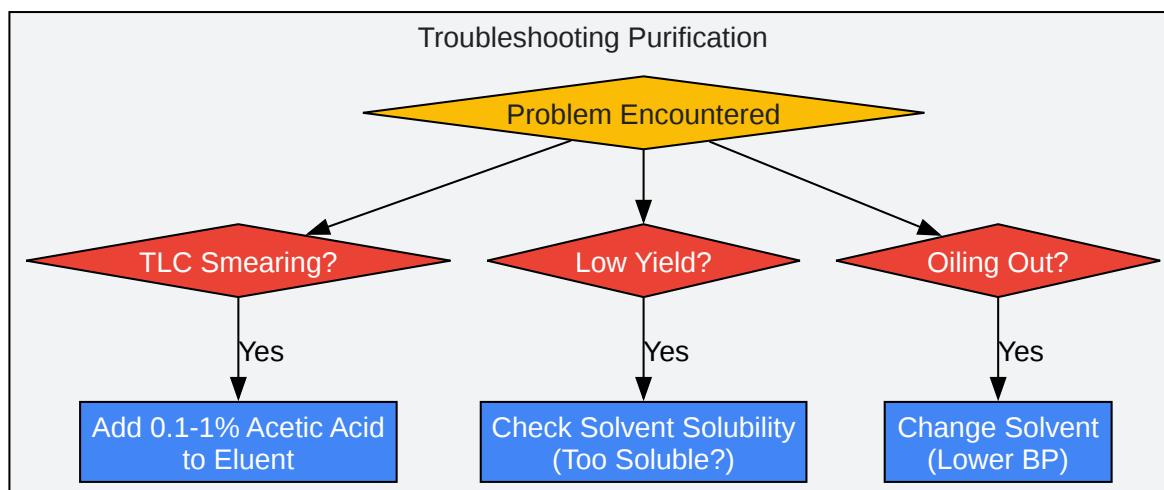 Troubleshooting Purification
Problem Encountered
TLC Smearing?
Low Yield?
Oiling Out?
Yes
Yes
Yes
Add 0.1-1% Acetic Acid
to Eluent
Check Solvent Solubility
(Too Soluble?)
Change Solvent
(Lower BP)